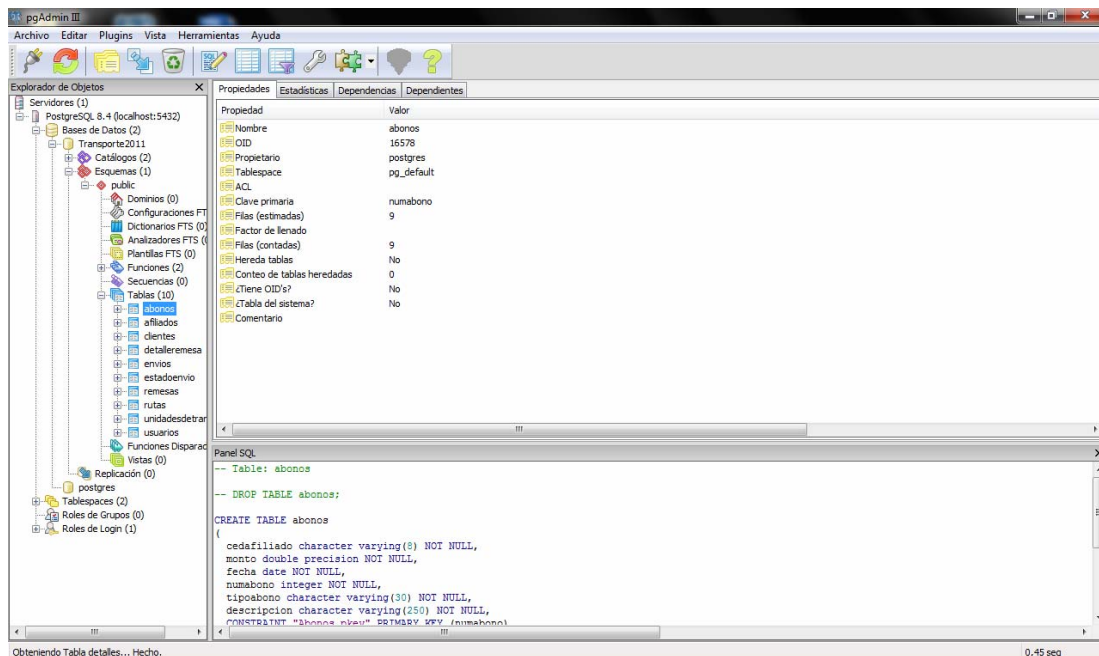 pgAdmin III
Archivo Editar Plugins Vista Herramientas Ayuda
Explorador de Objetos
Servidores (1)
PostgreSQL 8.4 (localhost:5432)
Bases de Datos (2)
Transporte2011
Catálogos (2)
Esquemas (1)
public
Dominios (0)
Configuraciones FT
Diccionarios FTS (0)
Analizadores FTS (
Plantillas FTS (0)
Funciones (2)
Secuencias (0)
Tablas (10)
abonos
afiliados
clientes
detalleremesa
envios
estadoenvio
remesas
rutas
unidadesdetrar
usuarios
Funciones Disparad
Vistas (0)
Replicación (0)
postgres
Tablespaces (2)
Roles de Grupos (0)
Roles de Login (1)
Propiedades Estadísticas Dependencias Dependientes
Propiedad Valor
Nombre abonos
OID 16578
Propietario postgres
Tablespace pg_default
ACL
Clave primaria numabono
Filas (estimadas) 9
Factor de llenado
Filas (contadas) 9
Hereda tablas No
Conteo de tablas heredadas 0
¿Tiene OID's? No
¿Tabla del sistema? No
Comentario
Panel SQL
-- Table: abonos
-- DROP TABLE abonos;
CREATE TABLE abonos
(
cedafiliado character varying(8) NOT NULL,
monto double precision NOT NULL,
fecha date NOT NULL,
numabono integer NOT NULL,
tipoabono character varying(30) NOT NULL,
descripcion character varying(250) NOT NULL,
CONSTRAINT "Abonos_pkey" PRIMARY KEY (numabono)
Obteniendo Tabla detalles... Hecho.
0.45 seg